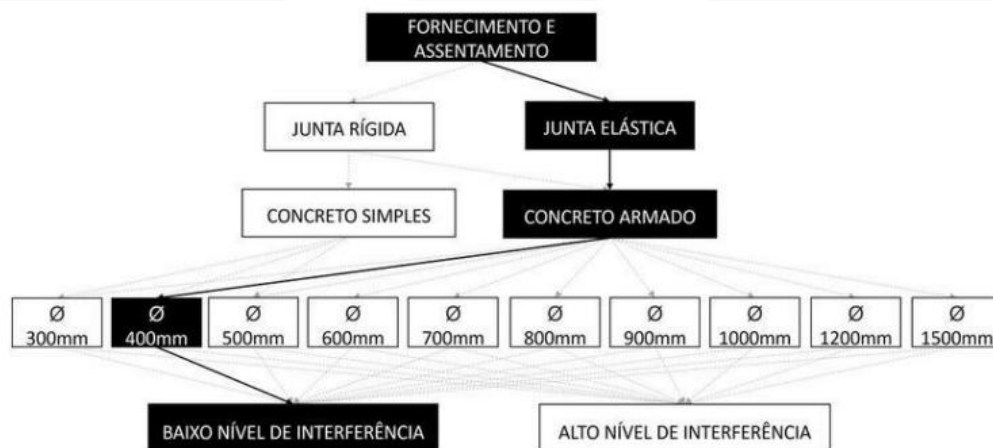 FORNECIMENTO E
ASSENTAMENTO
JUNTA RÍGIDA
JUNTA ELÁSTICA
CONCRETO SIMPLES
CONCRETO ARMADO
Ø
300mm
Ø
400mm
Ø
500mm
Ø
600mm
Ø
700mm
Ø
800mm
Ø
900mm
Ø
1000mm
Ø
1200mm
Ø
1500mm
BAIXO NÍVEL DE INTERFERÊNCIA
ALTO NÍVEL DE INTERFERÊNCIA